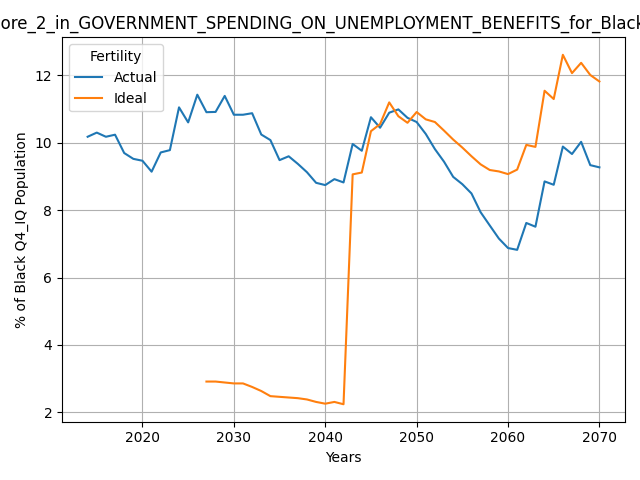 ore_2_in_GOVERNMENT_SPENDING_ON_UNEMPLOYMENT_BENEFITS_for_Black
Fertility
Actual
Ideal
% of Black Q4_IQ Population
12
10
8
6
4
2
2020 2030 2040 2050 2060 2070
Years